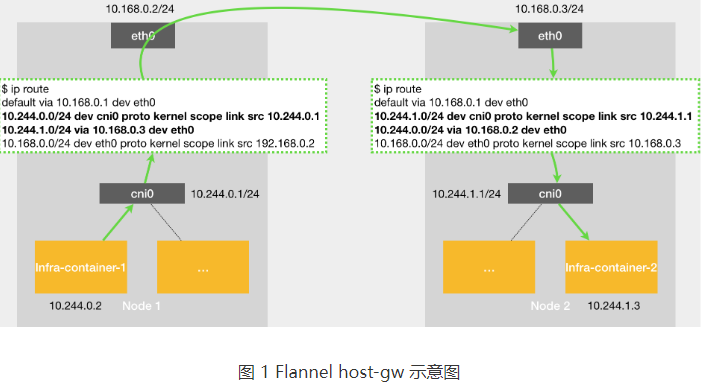 10.168.0.2/24
eth0
$ ip route
default via 10.168.0.1 dev eth0
10.244.0.0/24 dev cni0 proto kernel scope link src 10.244.0.1
10.244.1.0/24 via 10.168.0.3 dev eth0
10.168.0.0/24 dev eth0 proto kernel scope link src 192.168.0.2
cni0
10.244.0.1/24
Infra-container-1
...
10.244.0.2
Node 1
10.168.0.3/24
eth0
$ ip route
default via 10.168.0.1 dev eth0
10.244.1.0/24 dev cni0 proto kernel scope link src 10.244.1.1
10.244.0.0/24 via 10.168.0.2 dev eth0
10.168.0.0/24 dev eth0 proto kernel scope link src 10.168.0.3
10.244.1.1/24
cni0
...
Infra-container-2
Node 2
10.244.1.3
图 1 Flannel host-gw 示意图